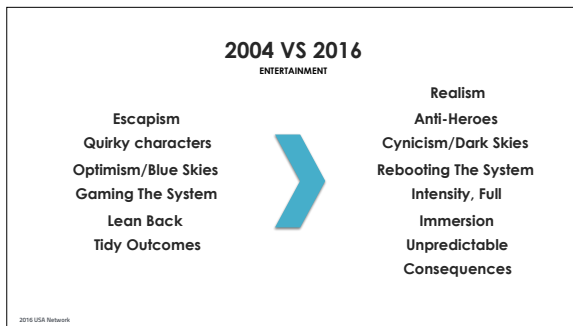 2004 VS 2016
ENTERTAINMENT
Escapism
Quirky characters
Optimism/Blue Skies
Gaming The System
Lean Back
Tidy Outcomes
Realism
Anti-Heroes
Cynicism/Dark Skies
Rebooting The System
Intensity, Full
Immersion
Unpredictable
Consequences
2016 USA Network